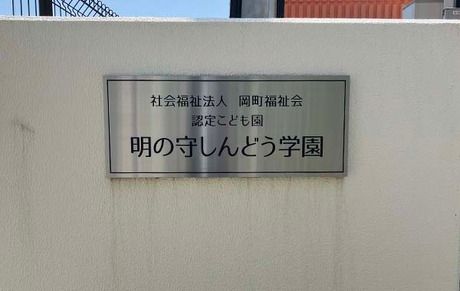 社会福祉法人　岡町福祉会
認定こども園
明の守しんどう学園